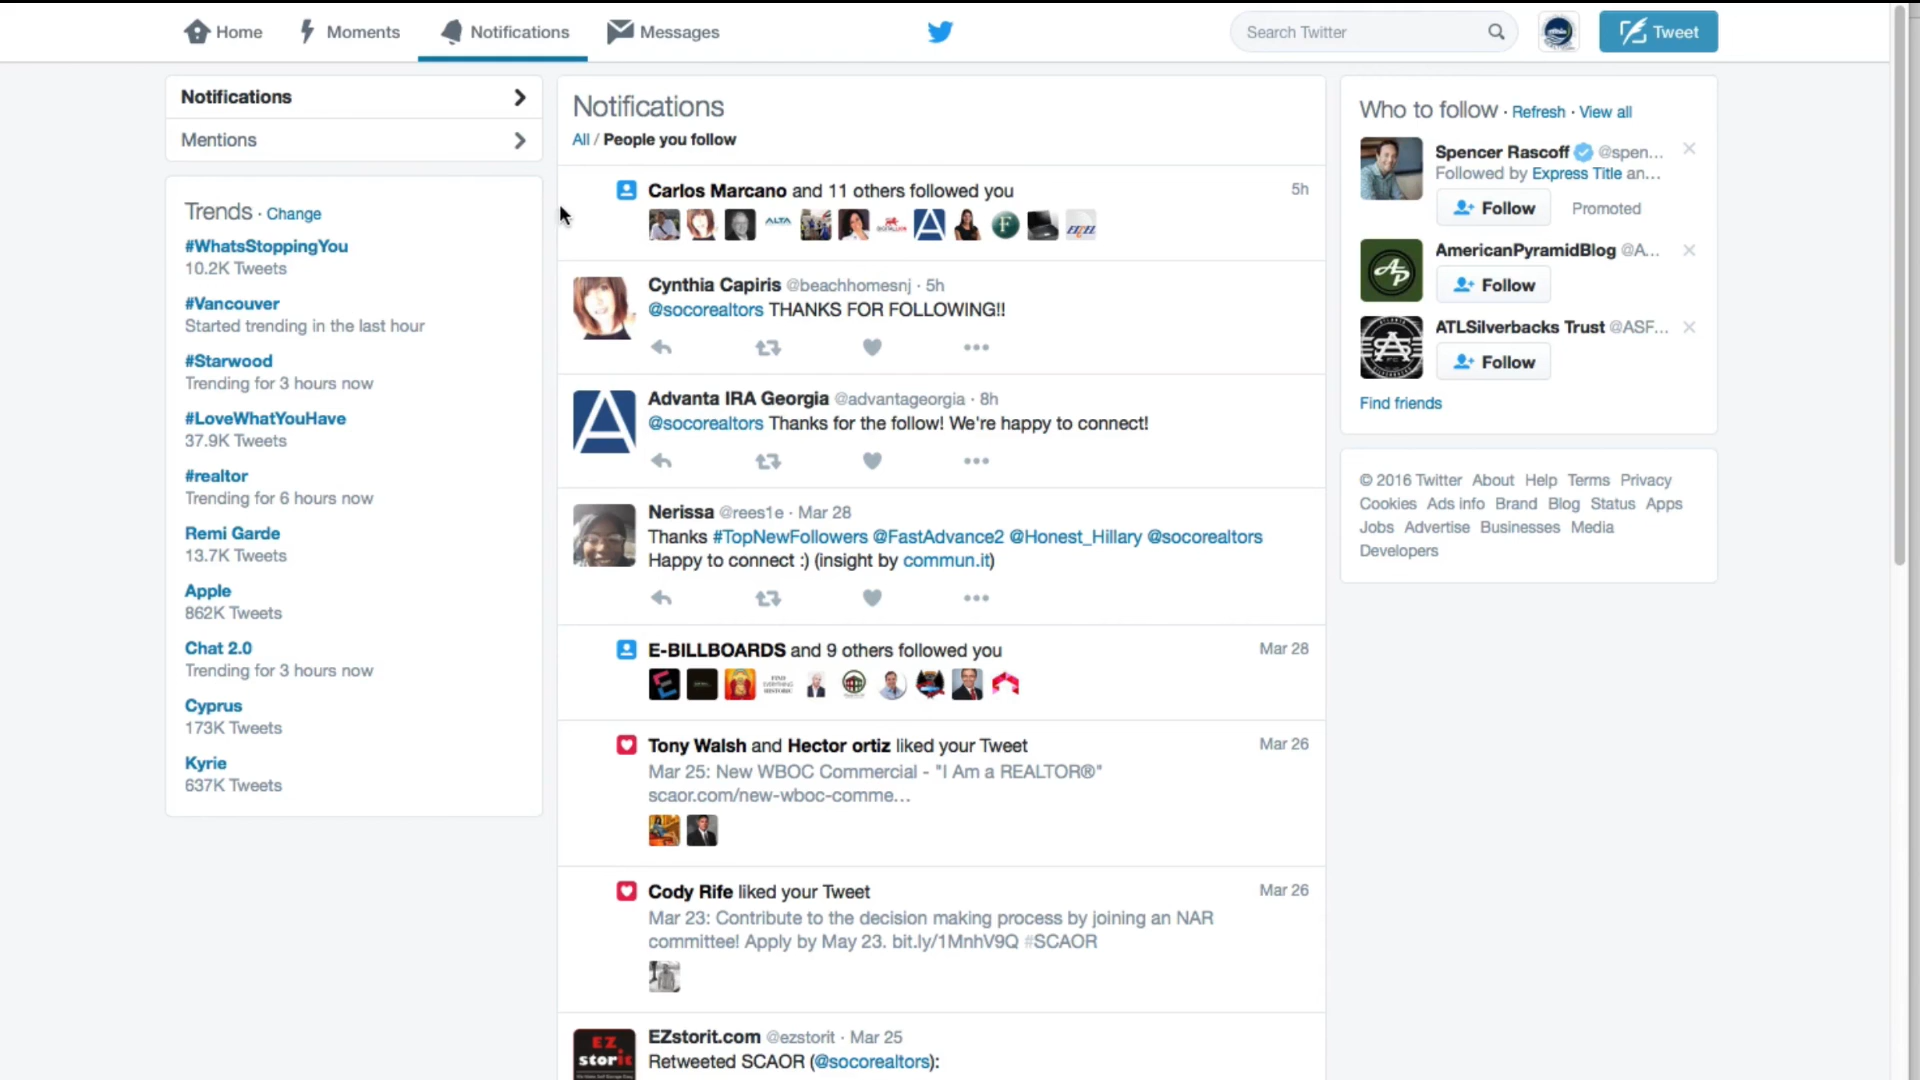 Home
Moments
Notifications
Messages
Search Twitter
Tweet
Notifications
Mentions
Trends · Change
#WhatsStoppingYou
10.2K Tweets
#Vancouver
Started trending in the last hour
#Starwood
Trending for 3 hours now
#LoveWhatYouHave
37.9K Tweets
#realtor
Trending for 6 hours now
Remi Garde
13.7K Tweets
Apple
862K Tweets
Chat 2.0
Trending for 3 hours now
Cyprus
173K Tweets
Kyrie
637K Tweets
Notifications
All / People you follow
Carlos Marcano and 11 others followed you
5h
ALTA
A
F
Cynthia Capiris @beachhomesnj · 5h
@socorealtors THANKS FOR FOLLOWING!!
A
Advanta IRA Georgia @advantageorgia · 8h
@socorealtors Thanks for the follow! We're happy to connect!
Nerissa @rees1e · Mar 28
Thanks #TopNewFollowers @FastAdvance2 @Honest_Hillary @socorealtors
Happy to connect :) (insight by commun.it)
E-BILLBOARDS and 9 others followed you
Mar 28
FIND
EVERYTHING
HISTORIC
Tony Walsh and Hector ortiz liked your Tweet
Mar 26
Mar 25: New WBOC Commercial - "I Am a REALTOR®"
scaor.com/new-wboc-comme…
Cody Rife liked your Tweet
Mar 26
Mar 23: Contribute to the decision making process by joining an NAR
committee! Apply by May 23. bit.ly/1MnhV9Q #SCAOR
EZ
storit
EZstorit.com @ezstorit · Mar 25
Retweeted SCAOR (@socorealtors):
Who to follow · Refresh · View all
Spencer Rascoff @spen…
Followed by Express Title an…
Follow
Promoted
AP
AmericanPyramidBlog @A…
Follow
ATLSilverbacks Trust @ASF…
Follow
Find friends
© 2016 Twitter About Help Terms Privacy
Cookies Ads info Brand Blog Status Apps
Jobs Advertise Businesses Media
Developers